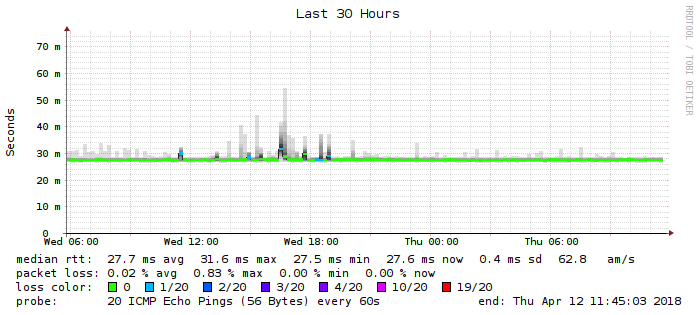 Last 30 Hours
RRDTOOL / TOBI OETIKER
Seconds
70 m
60 m
50 m
40 m
30 m
20 m
10 m
0
Wed 06:00 Wed 12:00 Wed 18:00 Thu 00:00 Thu 06:00
median rtt: 27.7 ms avg 31.6 ms max 27.5 ms min 27.6 ms now 0.4 ms sd 62.8 am/s
packet loss: 0.02 % avg 0.83 % max 0.00 % min 0.00 % now
loss color: 0 1/20 2/20 3/20 4/20 10/20 19/20
probe: 20 ICMP Echo Pings (56 Bytes) every 60s end: Thu Apr 12 11:45:03 2018